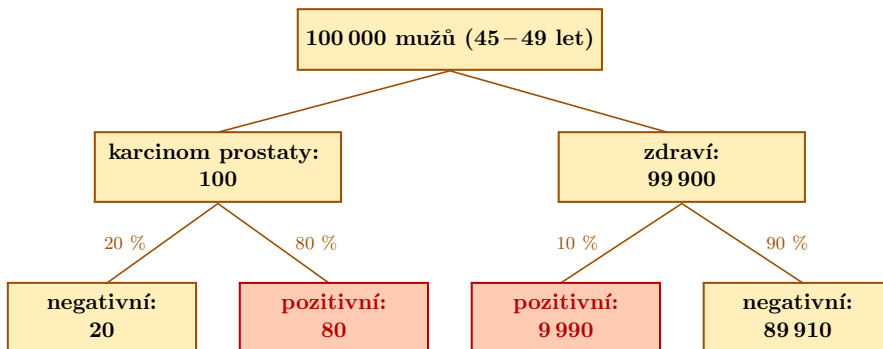 100 000 mužů (45 – 49 let)
karcinom prostaty:
100
zdraví:
99 900
20 %
80 %
10 %
90 %
negativní:
20
pozitivní:
80
pozitivní:
9 990
negativní:
89 910